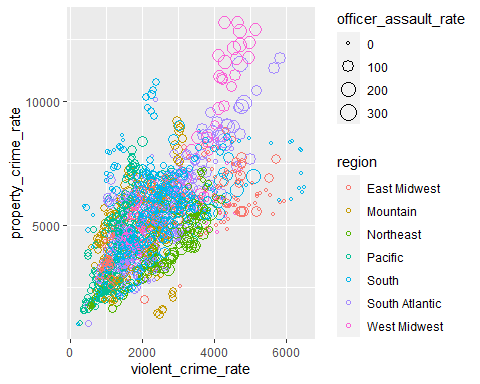 officer_assault_rate
0
100
200
300
region
East Midwest
Mountain
Northeast
Pacific
South
South Atlantic
West Midwest
property_crime_rate
10000
5000
0
2000
4000
6000
violent_crime_rate